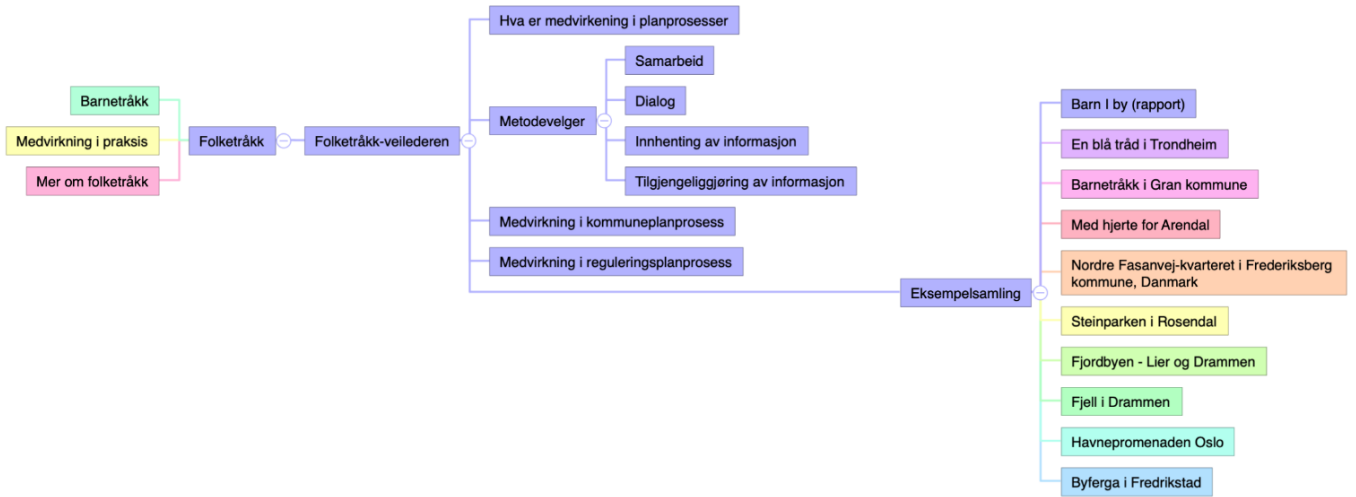 Barnetråkk
Medvirkning i praksis
Mer om folketråkk
Folketråkk
Folketråkk-veilederen
Hva er medvirkening i planprosesser
Metodevelger
Samarbeid
Dialog
Innhenting av informasjon
Tilgjengeliggjøring av informasjon
Medvirkning i kommuneplanprosess
Medvirkning i reguleringsplanprosess
Eksempelsamling
Barn I by (rapport)
En blå tråd i Trondheim
Barnetråkk i Gran kommune
Med hjerte for Arendal
Nordre Fasanvej-kvarteret i Frederiksberg
kommune, Danmark
Steinparken i Rosendal
Fjordbyen - Lier og Drammen
Fjell i Drammen
Havnepromenaden Oslo
Byferga i Fredrikstad